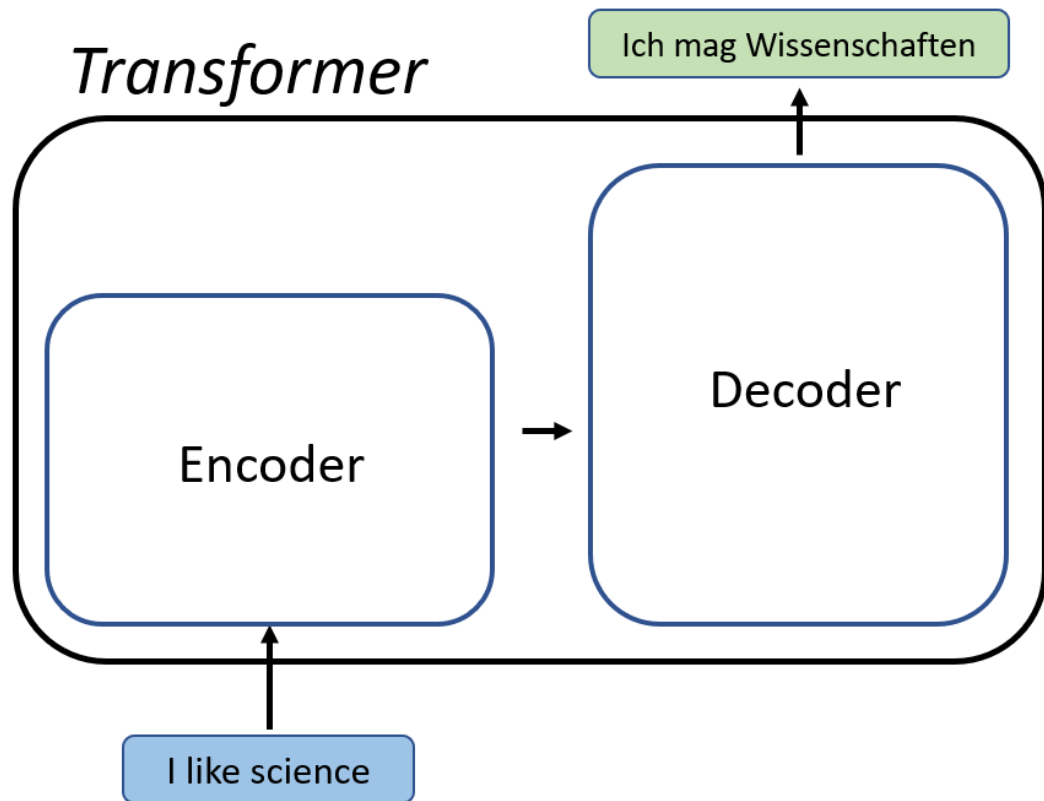 Transformer
Ich mag Wissenschaften
Encoder
Decoder
I like science